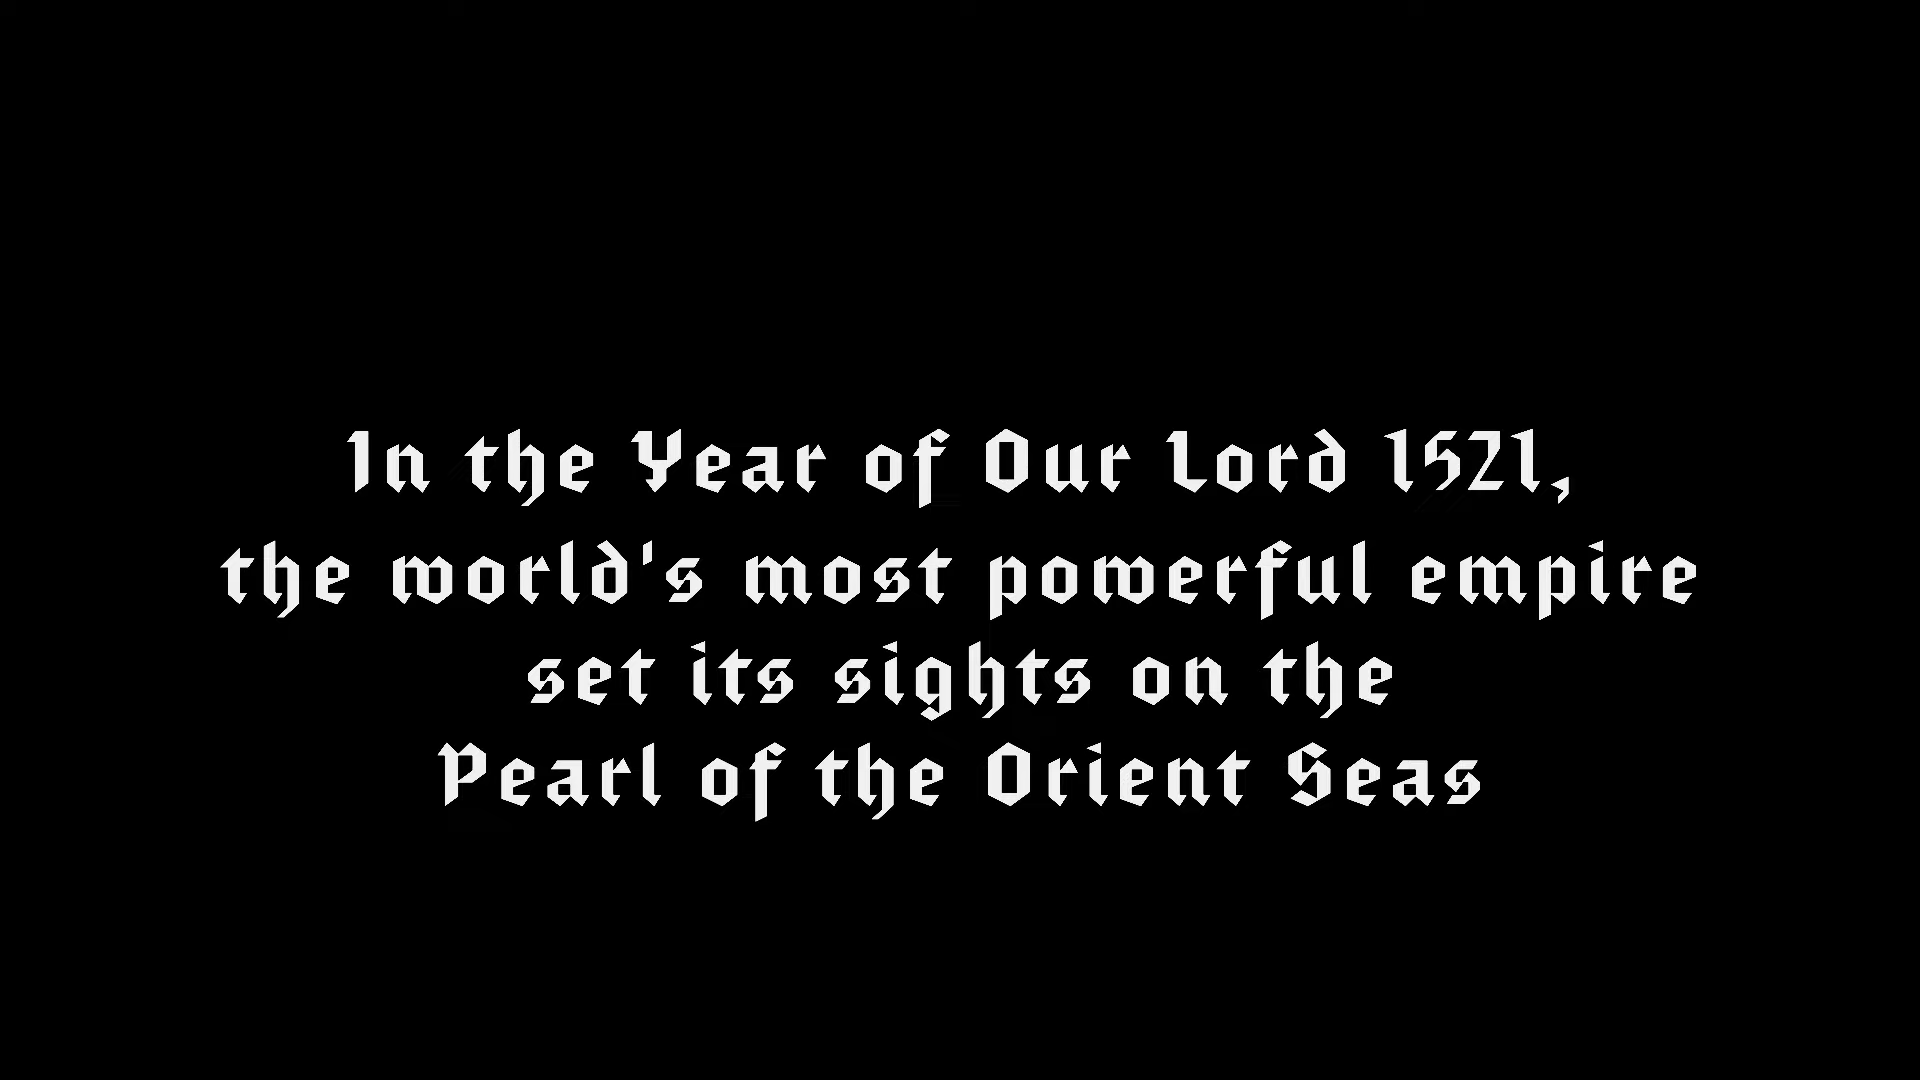 In the Year of Our Lord 1521,
the world's most powerful empire
set its sights on the
Pearl of the Orient Seas